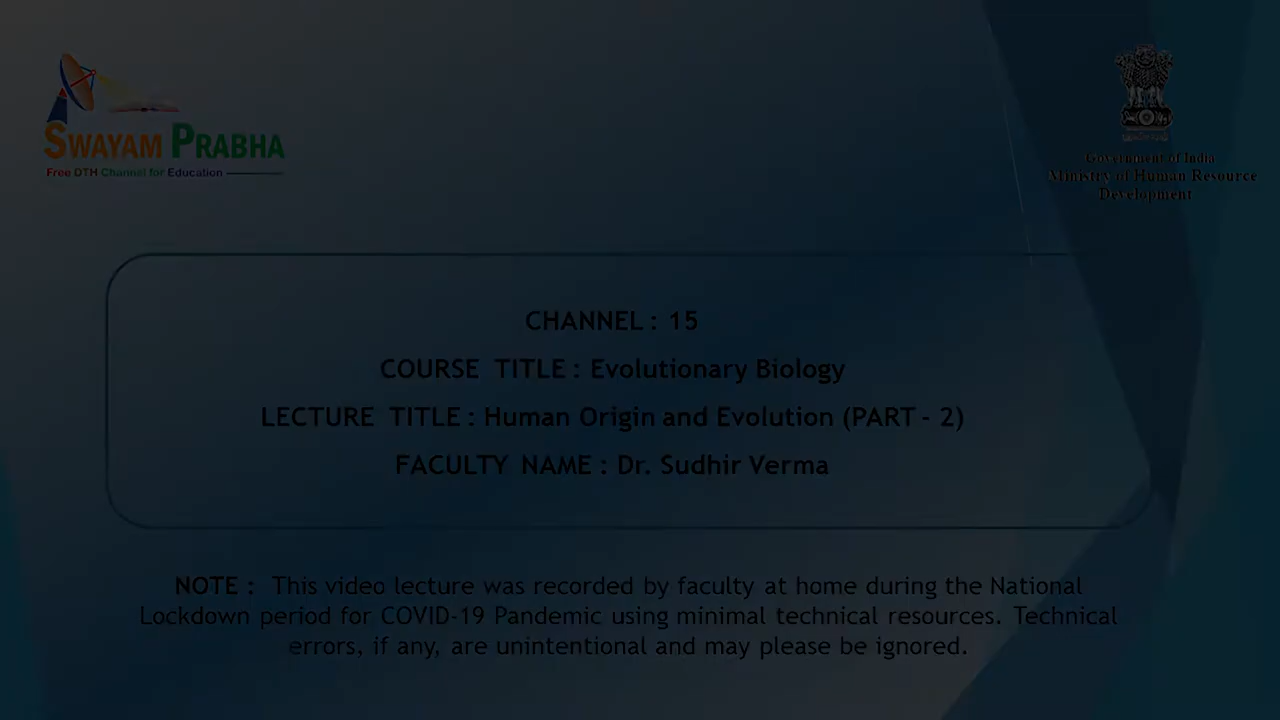 SWAYAM PRABHA
Free DTH Channel for Education
Government of India
Ministry of Human Resource
Development
CHANNEL : 15
COURSE TITLE : Evolutionary Biology
LECTURE TITLE : Human Origin and Evolution (PART - 2)
FACULTY NAME : Dr. Sudhir Verma
NOTE : This video lecture was recorded by faculty at home during the National
Lockdown period for COVID-19 Pandemic using minimal technical resources. Technical
errors, if any, are unintentional and may please be ignored.